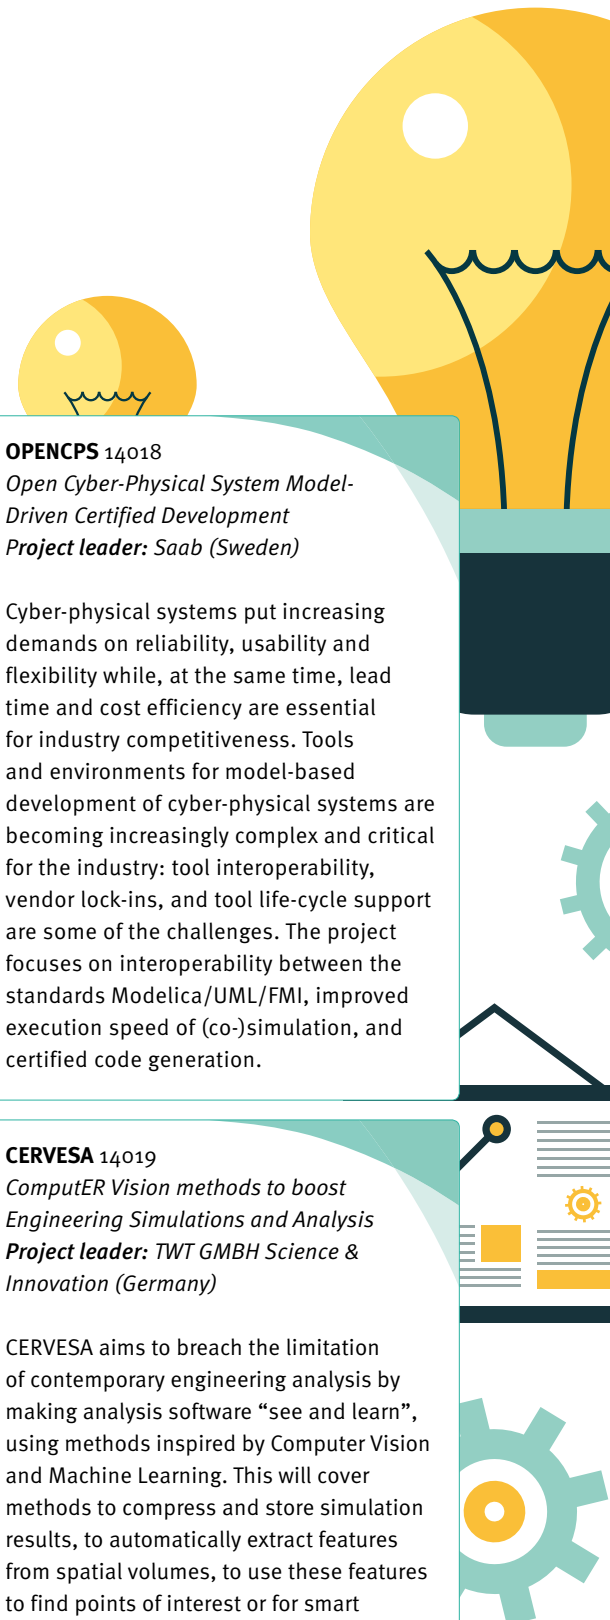 OPENCPS 14018
Open Cyber-Physical System Model-
Driven Certified Development
Project leader: Saab (Sweden)
Cyber-physical systems put increasing
demands on reliability, usability and
flexibility while, at the same time, lead
time and cost efficiency are essential
for industry competitiveness. Tools
and environments for model-based
development of cyber-physical systems are
becoming increasingly complex and critical
for the industry: tool interoperability,
vendor lock-ins, and tool life-cycle support
are some of the challenges. The project
focuses on interoperability between the
standards Modelica/UML/FMI, improved
execution speed of (co-)simulation, and
certified code generation.
CERVESA 14019
ComputER Vision methods to boost
Engineering Simulations and Analysis
Project leader: TWT GMBH Science &
Innovation (Germany)
CERVESA aims to breach the limitation
of contemporary engineering analysis by
making analysis software “see and learn”,
using methods inspired by Computer Vision
and Machine Learning. This will cover
methods to compress and store simulation
results, to automatically extract features
from spatial volumes, to use these features
to find points of interest or for smart